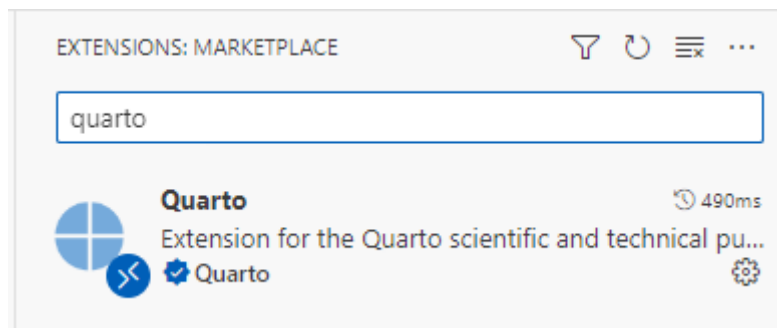 EXTENSIONS: MARKETPLACE
quarto
Quarto 490ms
Extension for the Quarto scientific and technical pu...
Quarto